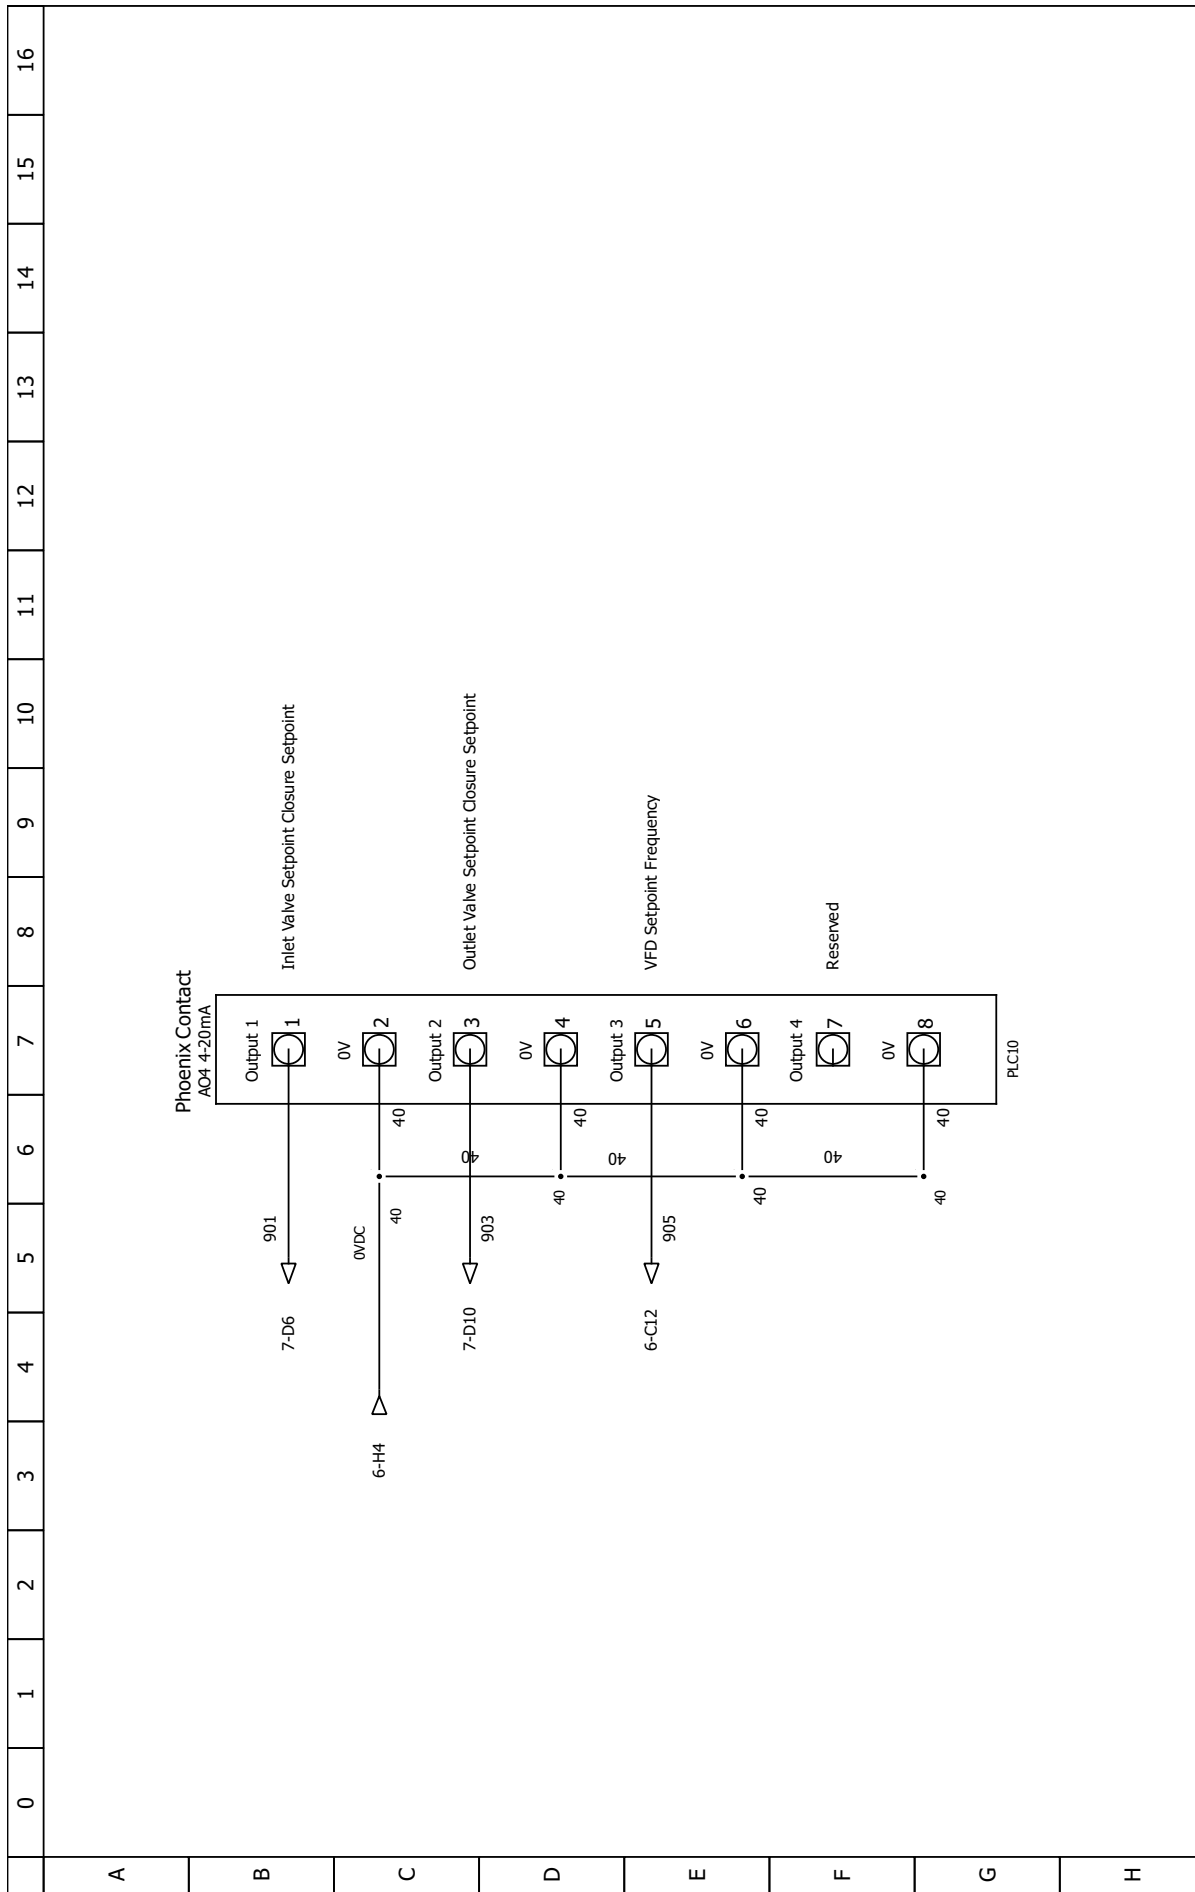 0
1
2
3
4
5
6
7
8
9
10
11
12
13
14
15
16
A
B
C
D
E
F
G
H
Phoenix Contact
AO4 4-20mA
Output 1
1
Inlet Valve Setpoint Closure Setpoint
901
7-D6
0V
2
40
0VDC
40
6-H4
Output 2
3
Outlet Valve Setpoint Closure Setpoint
40
903
7-D10
0V
4
40
40
Output 3
5
VFD Setpoint Frequency
40
905
6-C12
0V
6
40
40
Output 4
7
Reserved
40
0V
8
40
40
PLC10